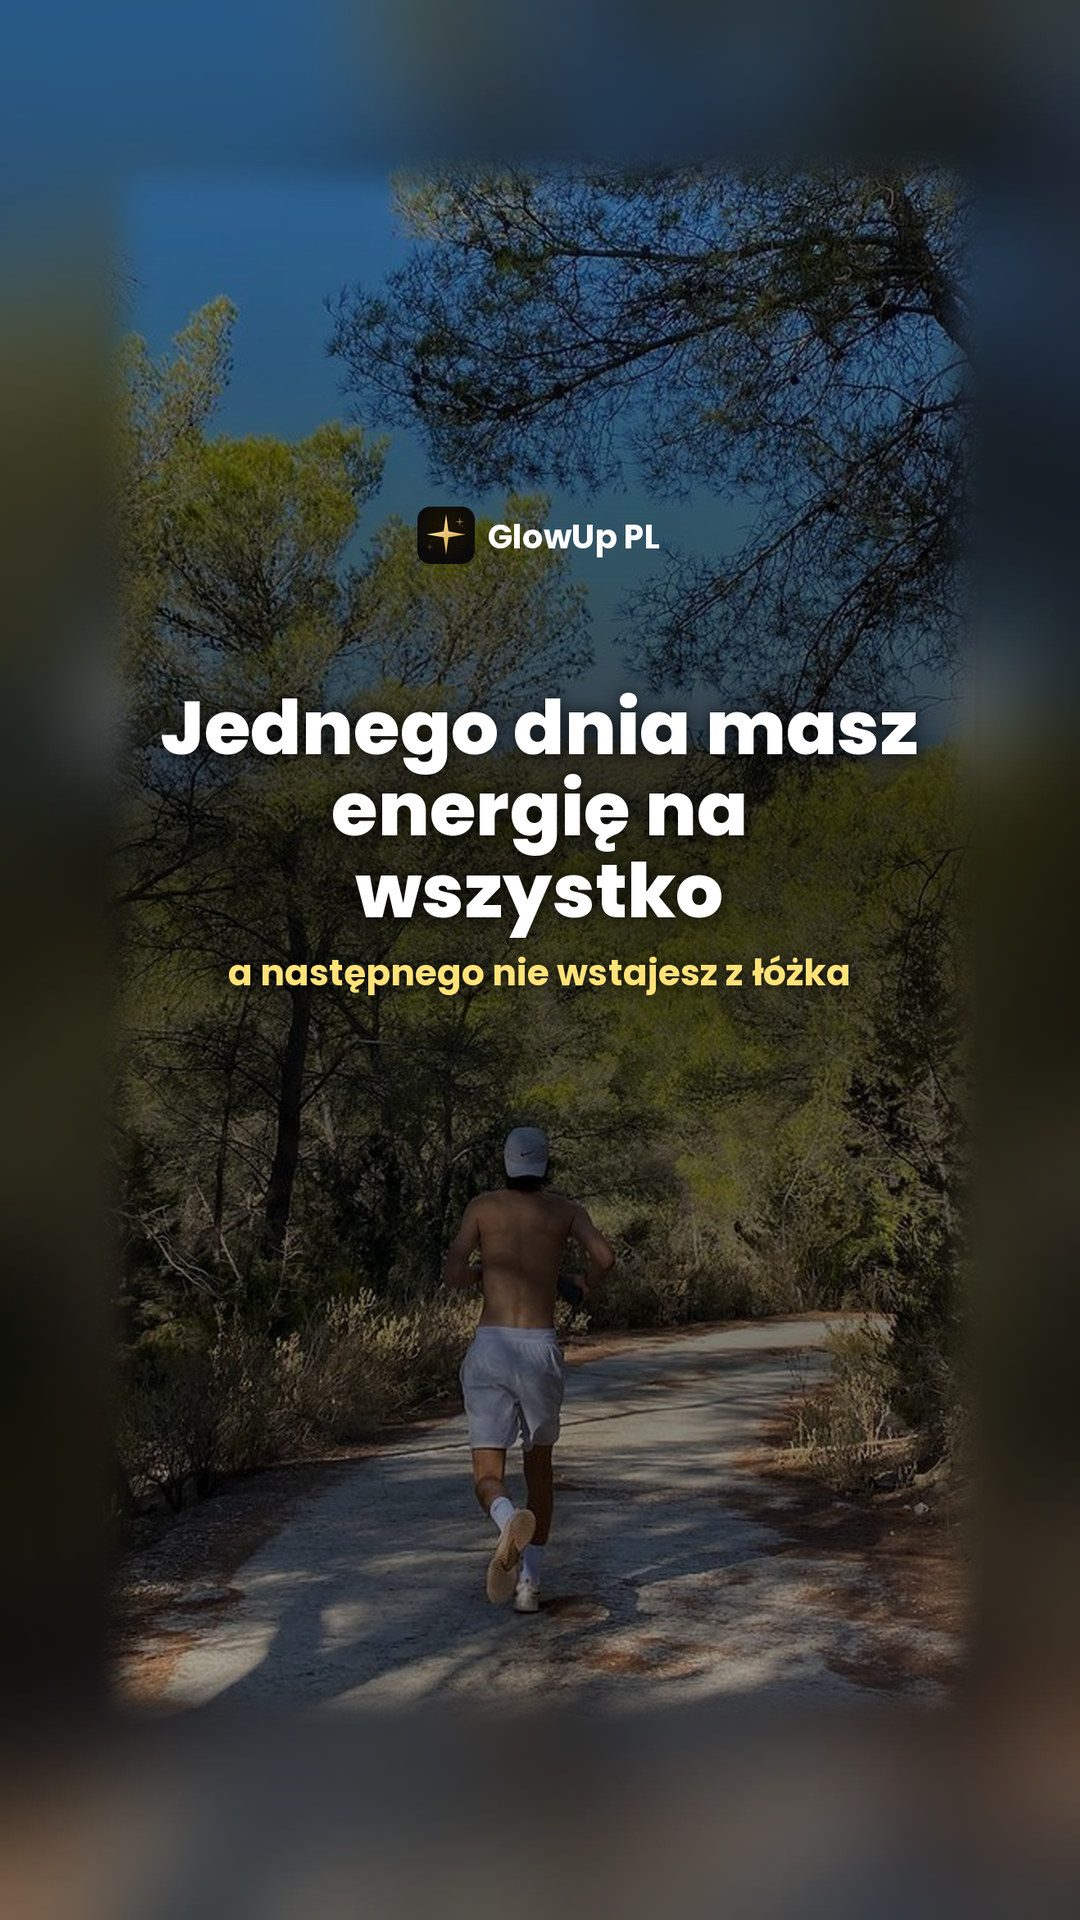 GlowUp PL
Jednego dnia masz
energię na
wszystko
a następnego nie wstajesz z łóżka